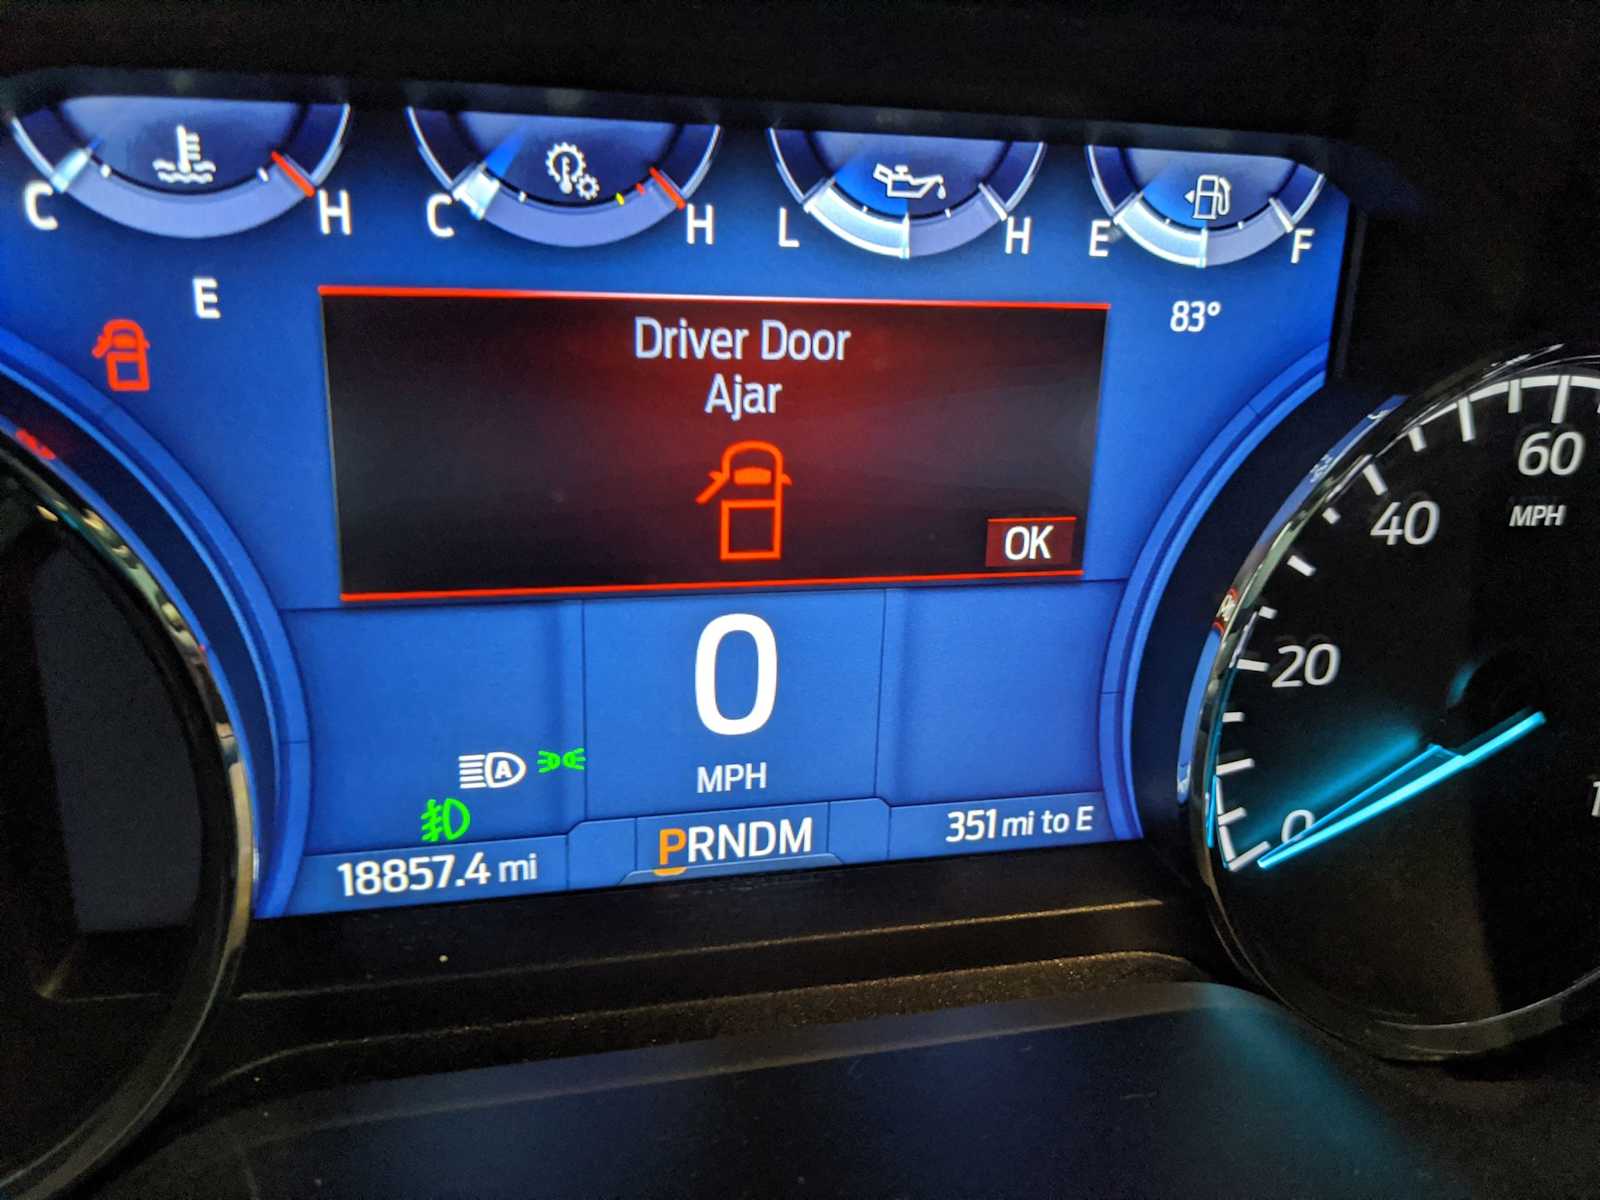 C H
C H
L H
E F
E
83°
Driver Door
Ajar
OK
0
MPH
A
18857.4 mi
PRNDM
351 mi to E
0
20
40
60
MPH